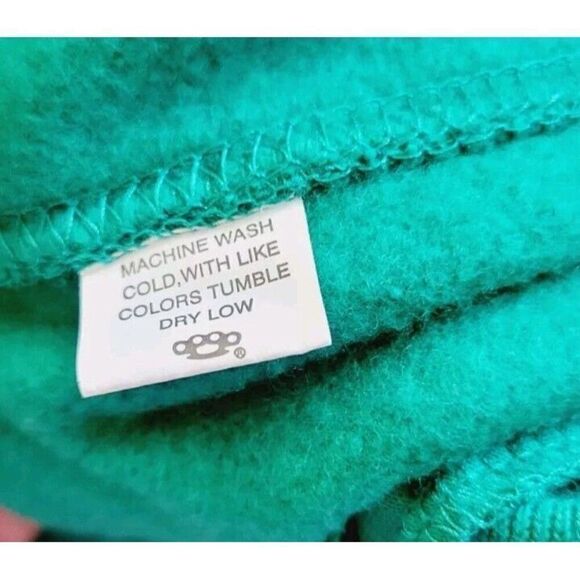 MACHINE WASH
COLD,WITH LIKE
COLORS TUMBLE
DRY LOW
®